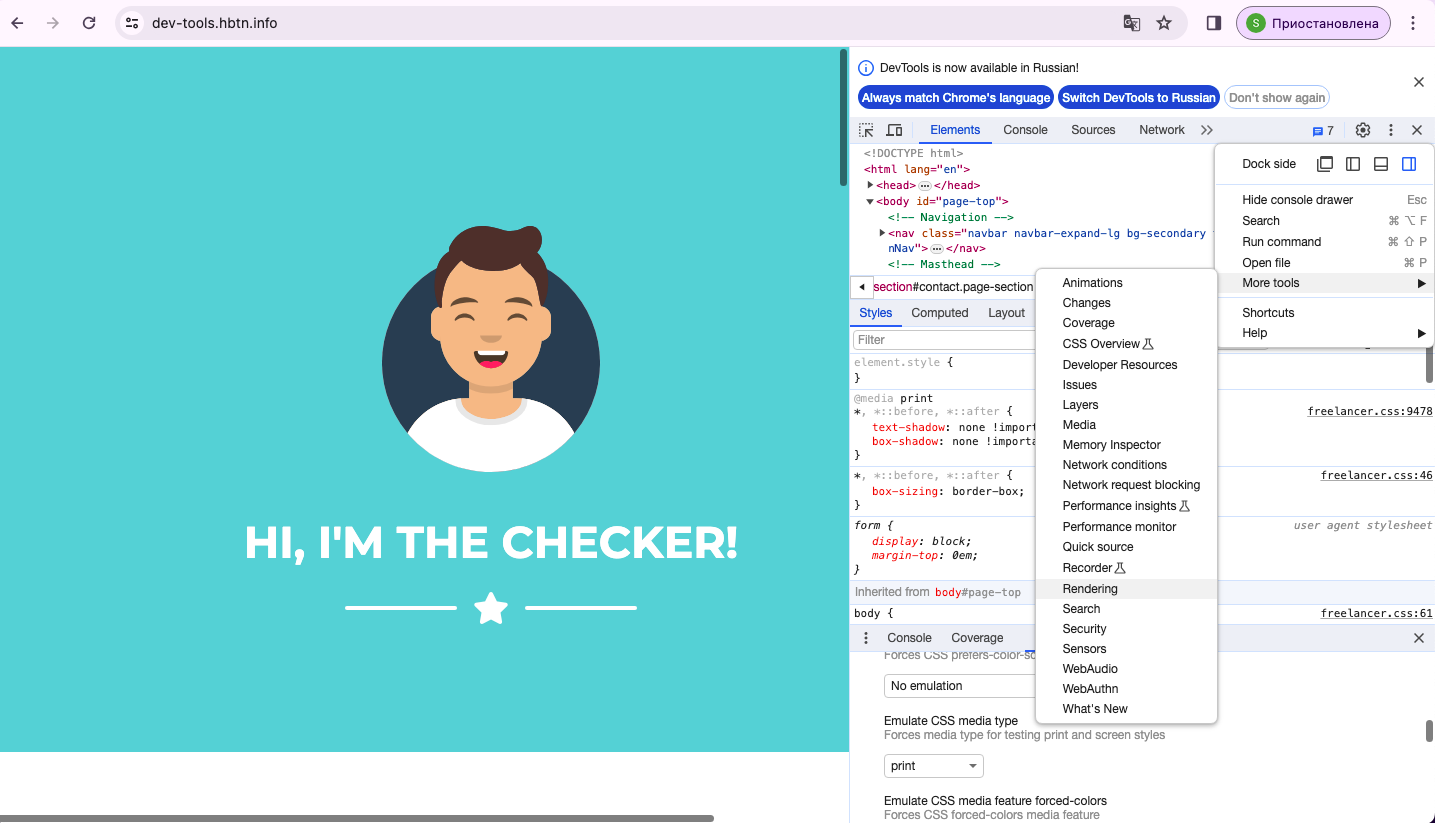 dev-tools.hbtn.info
S Приостановлена
DevTools is now available in Russian!
Always match Chrome's language Switch DevTools to Russian Don't show again
Elements Console Sources Network 7
<!DOCTYPE html>
<html lang="en">
<head> </head>
<body id="page-top">
<!-- Navigation -->
<nav class="navbar navbar-expand-lg bg-secondary
nNav"> </nav>
<!-- Masthead -->
section#contact.page-section
Styles Computed Layout
Filter
element.style {
}
@media print
*, *::before, *::after { freelancer.css:9478
text-shadow: none !import
box-shadow: none !importa
}
*, *::before, *::after { freelancer.css:46
box-sizing: border-box;
}
form { user agent stylesheet
display: block;
margin-top: 0em;
}
Inherited from body#page-top
body { freelancer.css:61
Console Coverage
Forces CSS prefers-color-sc
No emulation
Emulate CSS media type
Forces media type for testing print and screen styles
print
Emulate CSS media feature forced-colors
Forces CSS forced-colors media feature
Dock side
Hide console drawer Esc
Search ⌘ ⌥ F
Run command ⌘ ⇧ P
Open file ⌘ P
More tools
Shortcuts
Help
Animations
Changes
Coverage
CSS Overview
Developer Resources
Issues
Layers
Media
Memory Inspector
Network conditions
Network request blocking
Performance insights
Performance monitor
Quick source
Recorder
Rendering
Search
Security
Sensors
WebAudio
WebAuthn
What's New
HI, I'M THE CHECKER!